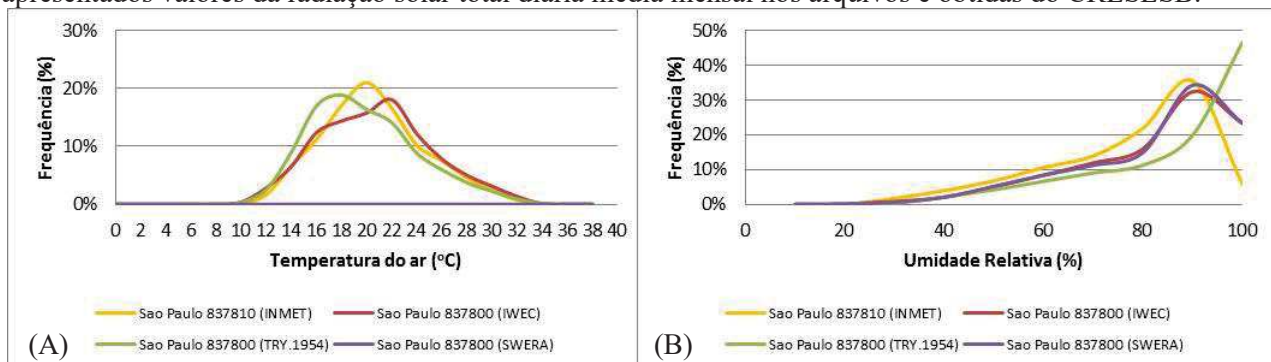 apresentados valores da radiação solar total diária média mensal nos arquivos e obtidas do CRESESB.
30%
20%
10%
0%
Frequência (%)
0 2 4 6 8 10 12 14 16 18 20 22 24 26 28 30 32 34 36 38 40
Temperatura do ar (ºC)
Sao Paulo 837810 (INMET) Sao Paulo 837800 (IWEC)
Sao Paulo 837800 (TRY.1954) Sao Paulo 837800 (SWERA)
(A)
50%
40%
30%
20%
10%
0%
Frequência (%)
0 20 40 60 80 100
Umidade Relativa (%)
Sao Paulo 837810 (INMET) Sao Paulo 837800 (IWEC)
Sao Paulo 837800 (TRY.1954) Sao Paulo 837800 (SWERA)
(B)